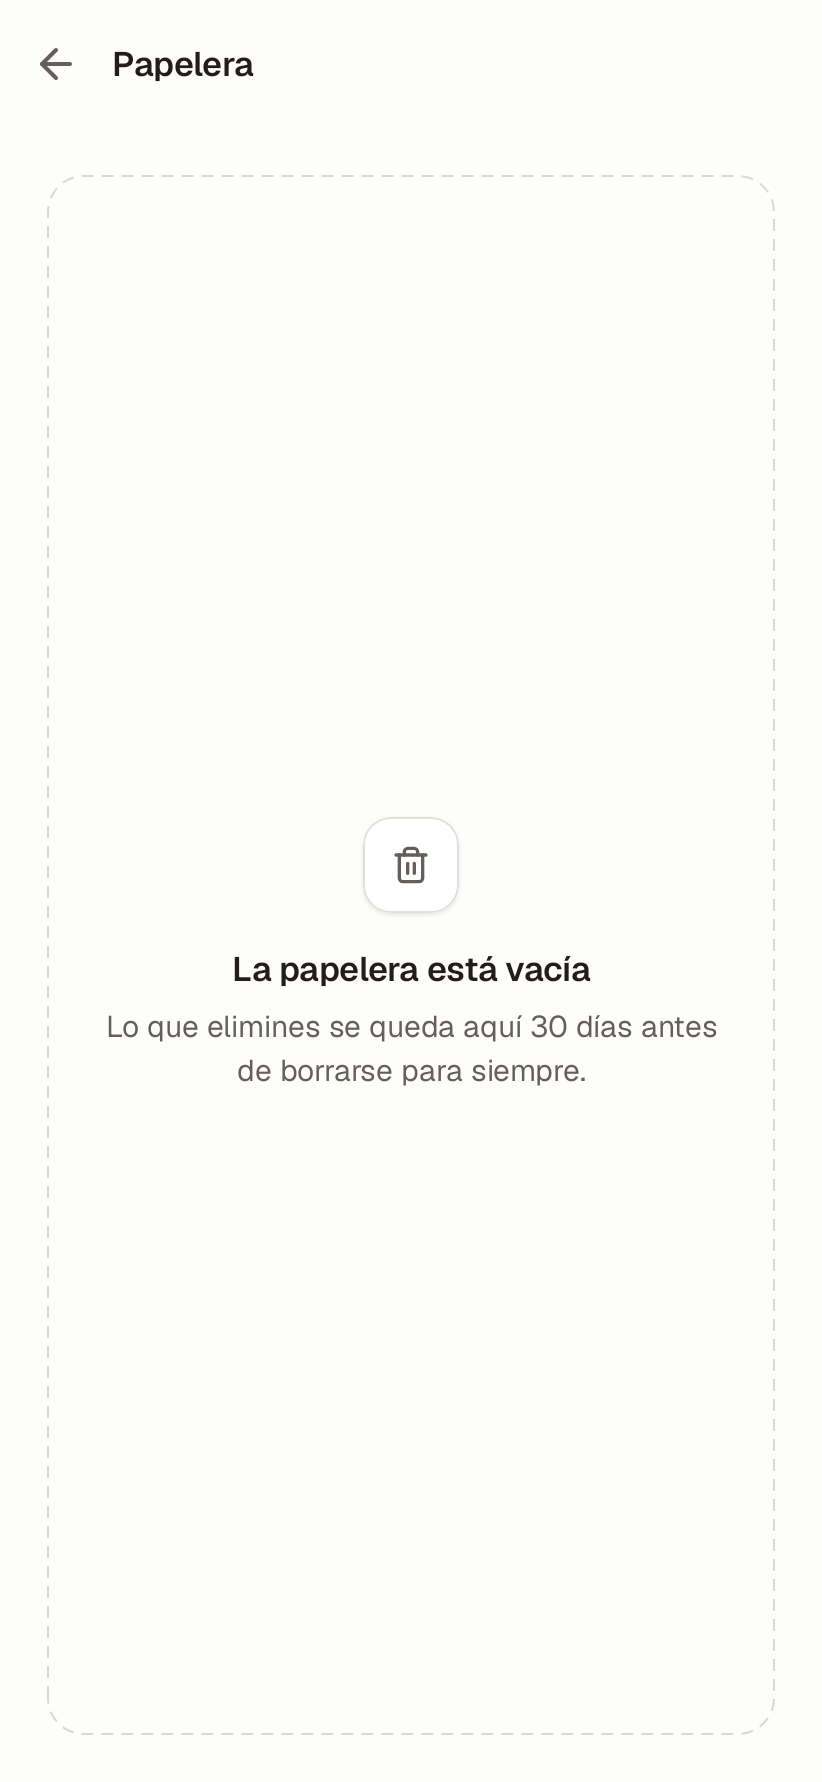 Papelera
La papelera está vacía
Lo que elimines se queda aquí 30 días antes
de borrarse para siempre.